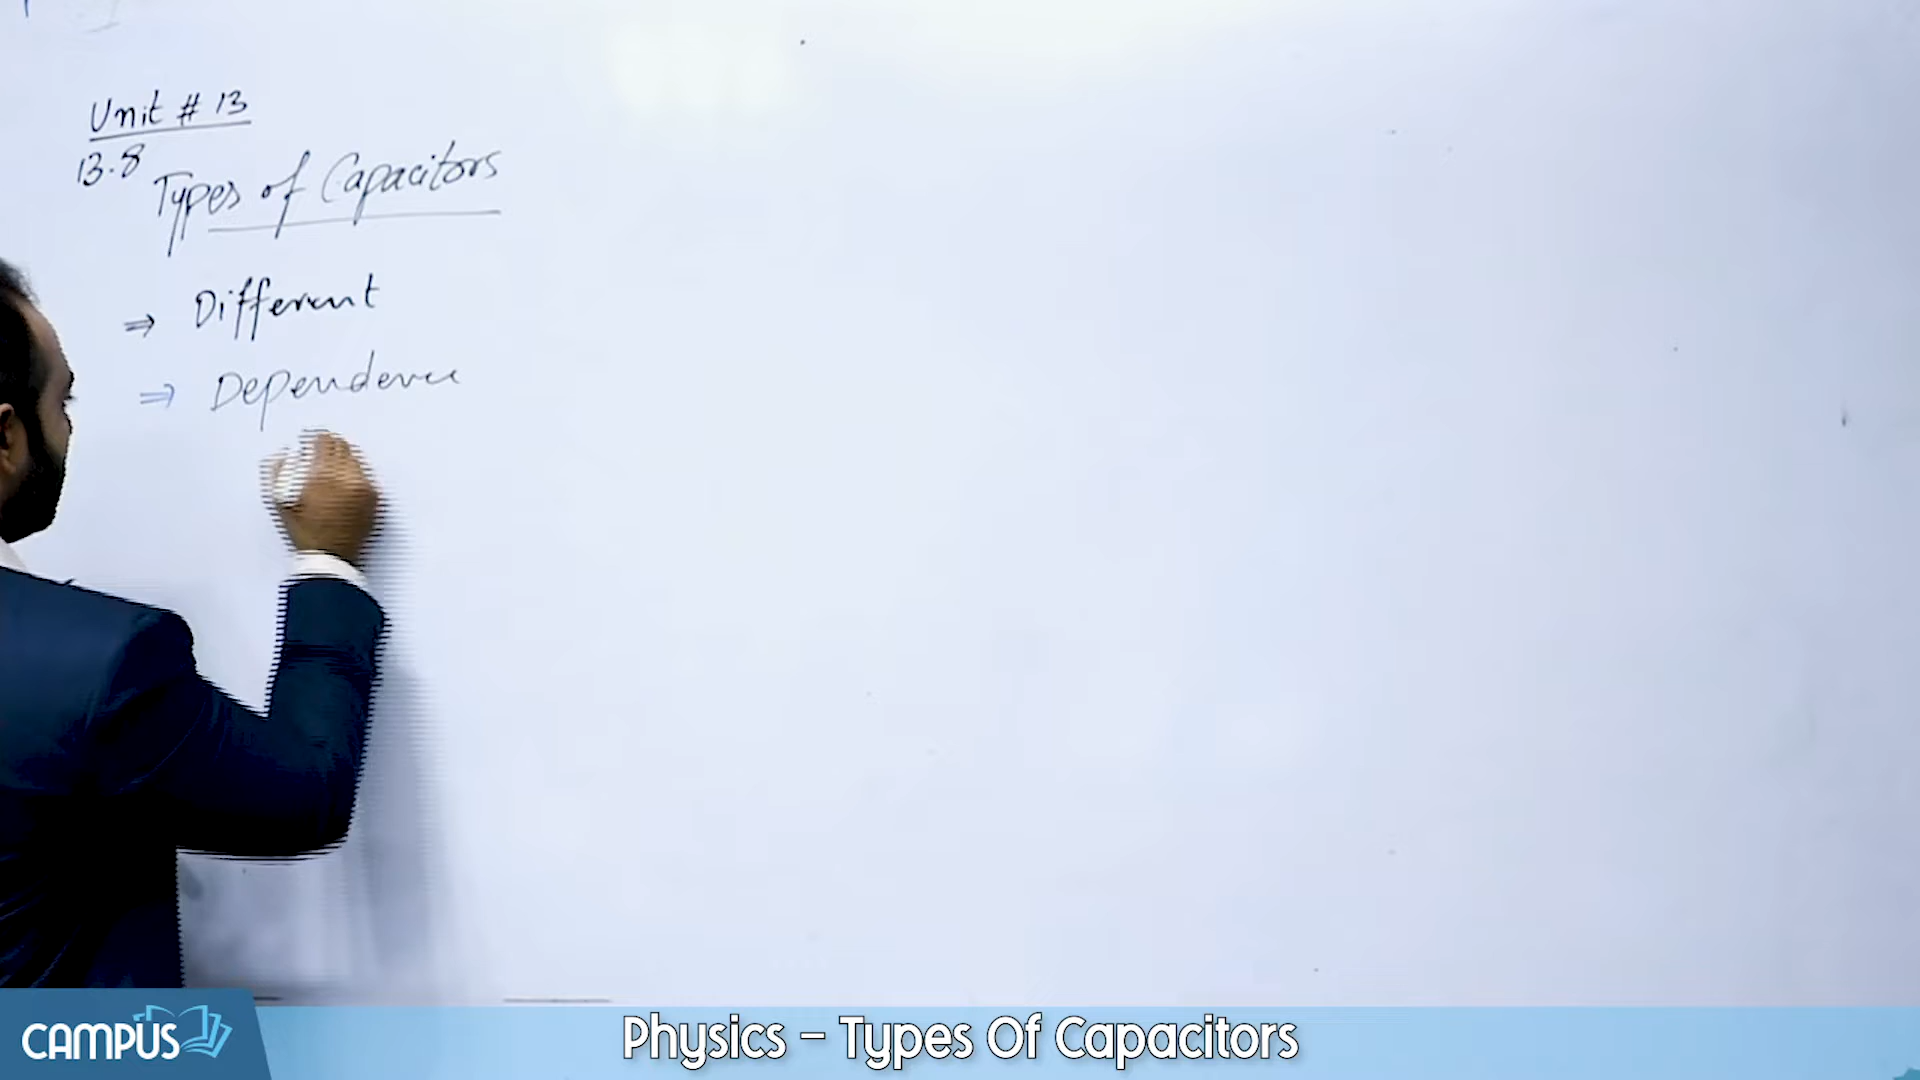 Unit # 13
13.8
Types of Capacitors
⇒ Different
⇒ Dependence
CAMPUS
Physics – Types Of Capacitors